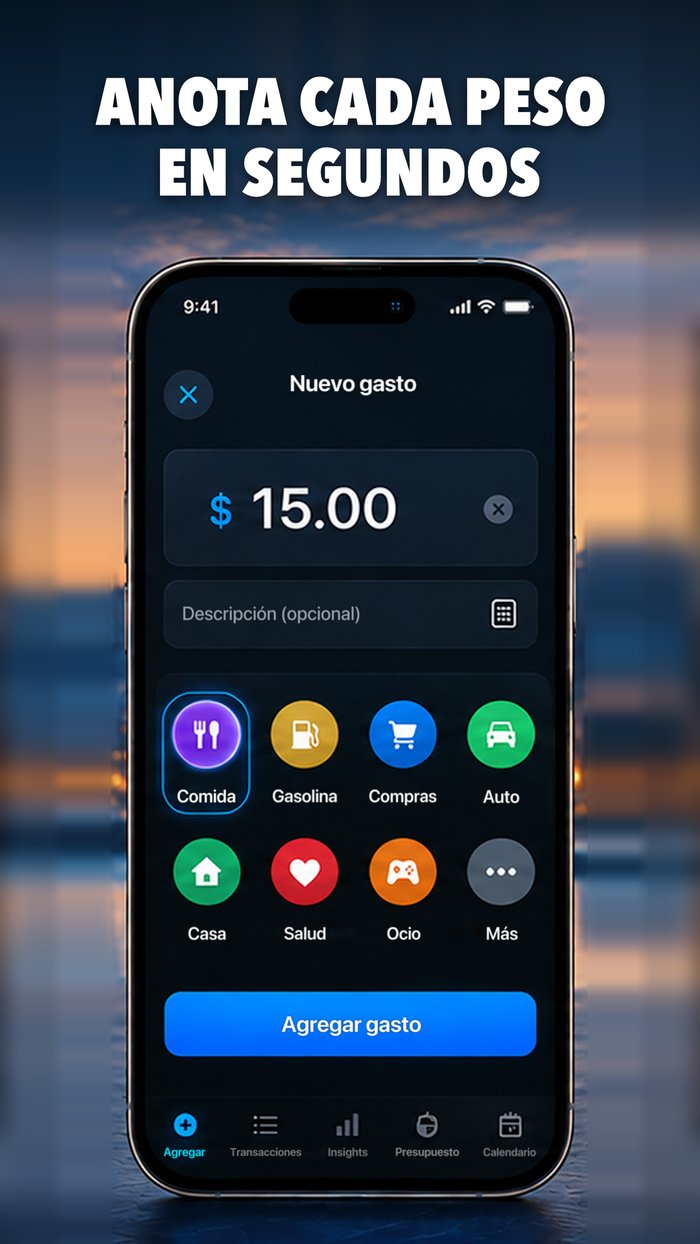 ANOTA CADA PESO
EN SEGUNDOS
9:41
Nuevo gasto
$ 15.00
Descripción (opcional)
Comida Gasolina Compras Auto
Casa Salud Ocio Más
Agregar gasto
Agregar Transacciones Insights Presupuesto Calendario